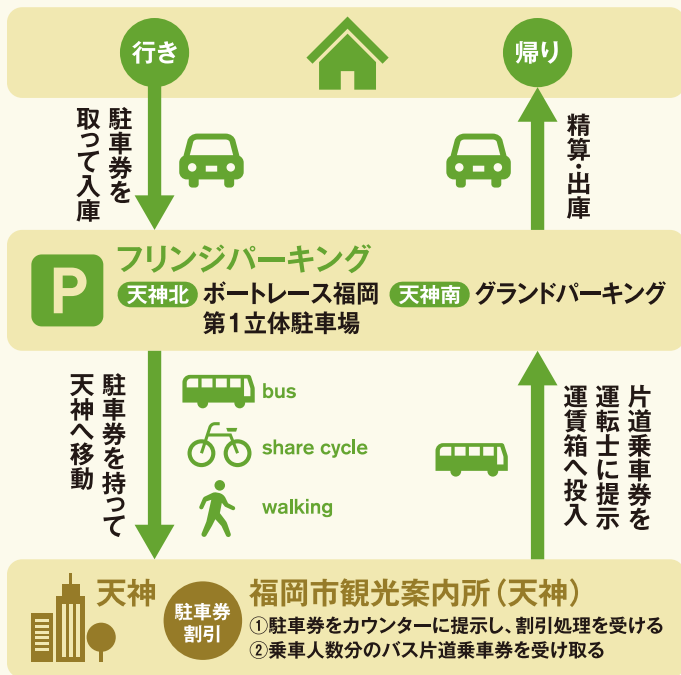 行き
帰り
駐車券を
取って入庫
精算・出庫
P
フリンジパーキング
天神北 ボートレース福岡
第1立体駐車場
天神南 グランドパーキング
駐車券を持って
天神へ移動
bus
share cycle
walking
片道乗車券を
運転士に提示
運賃箱へ投入
天神
駐車券
割引
福岡市観光案内所(天神)
①駐車券をカウンターに提示し、割引処理を受ける
②乗車人数分のバス片道乗車券を受け取る